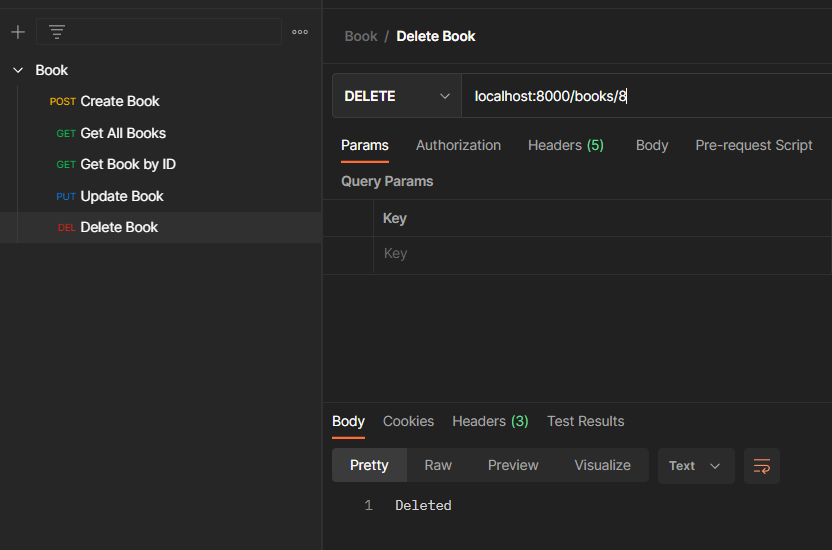 Book
POST Create Book
GET Get All Books
GET Get Book by ID
PUT Update Book
DEL Delete Book
Book / Delete Book
DELETE localhost:8000/books/8
Params Authorization Headers (5) Body Pre-request Script
Query Params
Key
Key
Body Cookies Headers (3) Test Results
Pretty Raw Preview Visualize Text
1 Deleted